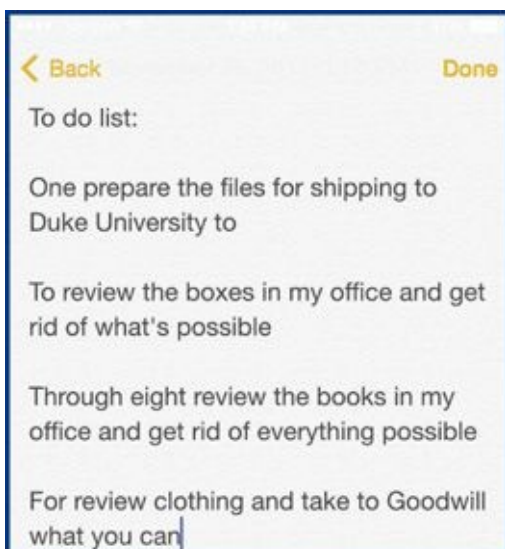 Back Done
To do list:
One prepare the files for shipping to
Duke University to
To review the boxes in my office and get
rid of what's possible
Through eight review the books in my
office and get rid of everything possible
For review clothing and take to Goodwill
what you can